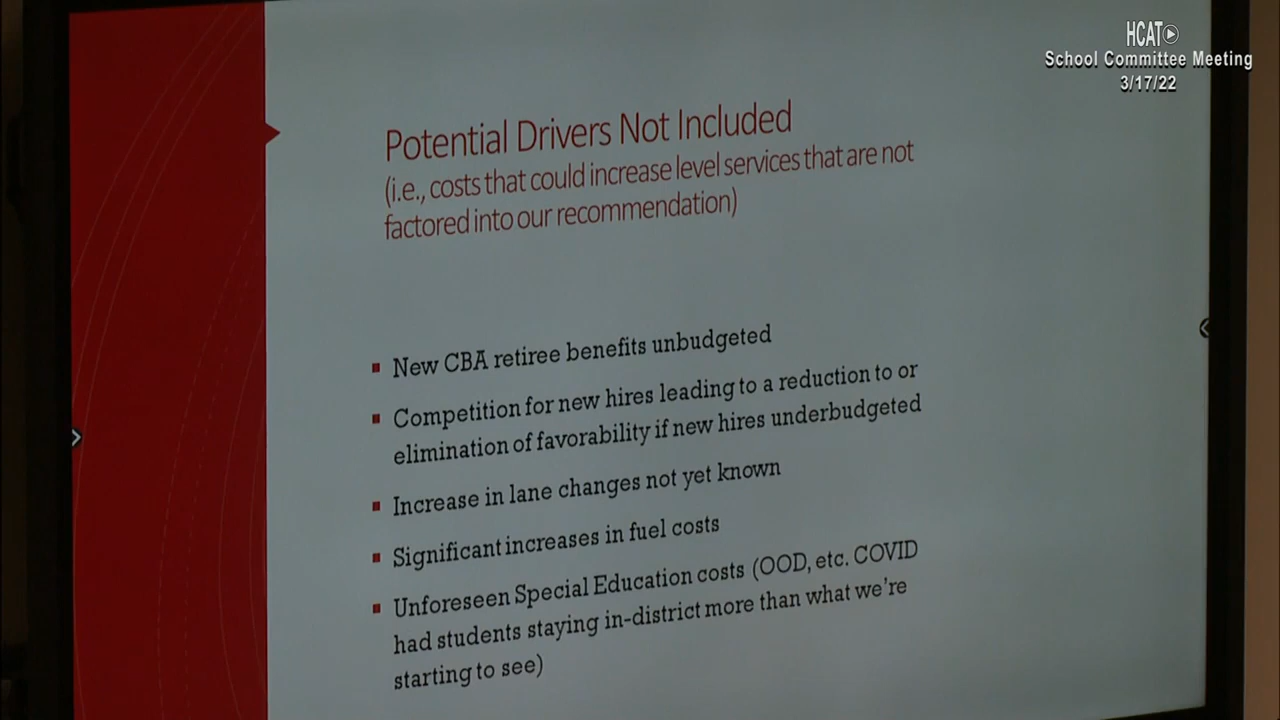 HCAT
School Committee Meeting
3/17/22
Potential Drivers Not Included
(i.e., costs that could increase level services that are not
factored into our recommendation)
New CBA retiree benefits unbudgeted
Competition for new hires leading to a reduction to or
elimination of favorability if new hires underbudgeted
Increase in lane changes not yet known
Significant increases in fuel costs
Unforeseen Special Education costs (OOD, etc. COVID
had students staying in-district more than what we're
starting to see)